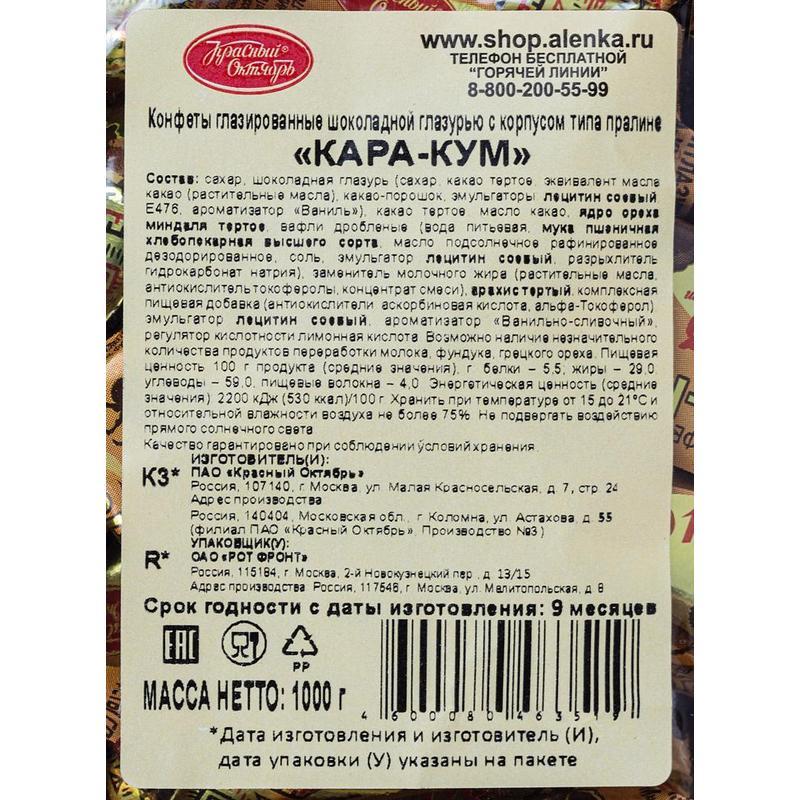 Красный Октябрь
www.shop.alenka.ru
ТЕЛЕФОН БЕСПЛАТНОЙ
"ГОРЯЧЕЙ ЛИНИИ"
8-800-200-55-99
Конфеты глазированные шоколадной глазурью с корпусом типа пралине
«КАРА-КУМ»
Состав: сахар, шоколадная глазурь (сахар, какао тертое, эквивалент масла
какао (растительные масла), какао-порошок, эмульгаторы лецитин соевый,
Е476, ароматизатор «Ваниль»), какао тертое масло какао, ядро ореха
миндаля тертое, вафли дробленые (вода питьевая, мука пшеничная
хлебопекарная высшего сорта, масло подсолнечное рафинированное
дезодорированное, соль, эмульгатор лецитин соевый, разрыхлитель
гидрокарбонат натрия), заменитель молочного жира (растительные масла,
антиокислитель токоферолы, концентрат смеси), арахис тертый, комплексная
пищевая добавка (антиокислители аскорбиновая кислота, альфа-Токоферол),
эмульгатор лецитин соевый, ароматизатор «Ванильно-сливочный»,
регулятор кислотности лимонная кислота. Возможно наличие незначительного
количества продуктов переработки молока, фундука, грецкого ореха. Пищевая
ценность 100 г продукта (средние значения), г: белки – 5,5; жиры – 29,0;
углеводы – 59,0; пищевые волокна – 4,0. Энергетическая ценность (средние
значения): 2200 кДж (530 ккал)/100 г. Хранить при температуре от 15 до 21°С и
относительной влажности воздуха не более 75%. Не подвергать воздействию
прямого солнечного света.
Качество гарантировано при соблюдении условий хранения.
ИЗГОТОВИТЕЛЬ(И):
КЗ* ПАО «Красный Октябрь»
Россия, 107140, г. Москва, ул. Малая Красносельская, д. 7, стр. 24
Адрес производства
Россия, 140404, Московская обл., г. Коломна, ул. Астахова, д. 55
(филиал ПАО «Красный Октябрь», Производство №3)
УПАКОВЩИК(У):
R* ОАО «РОТ ФРОНТ»
Россия, 115184, г. Москва, 2-й Новокузнецкий пер., д. 13/15
Адрес производства: Россия, 117546, г. Москва, ул. Мелитопольская, д. 8
Срок годности с даты изготовления: 9 месяцев
ЕАС
PP
МАССА НЕТТО: 1000 г
4 600080 463519
*Дата изготовления и изготовитель (И),
дата упаковки (У) указаны на пакете